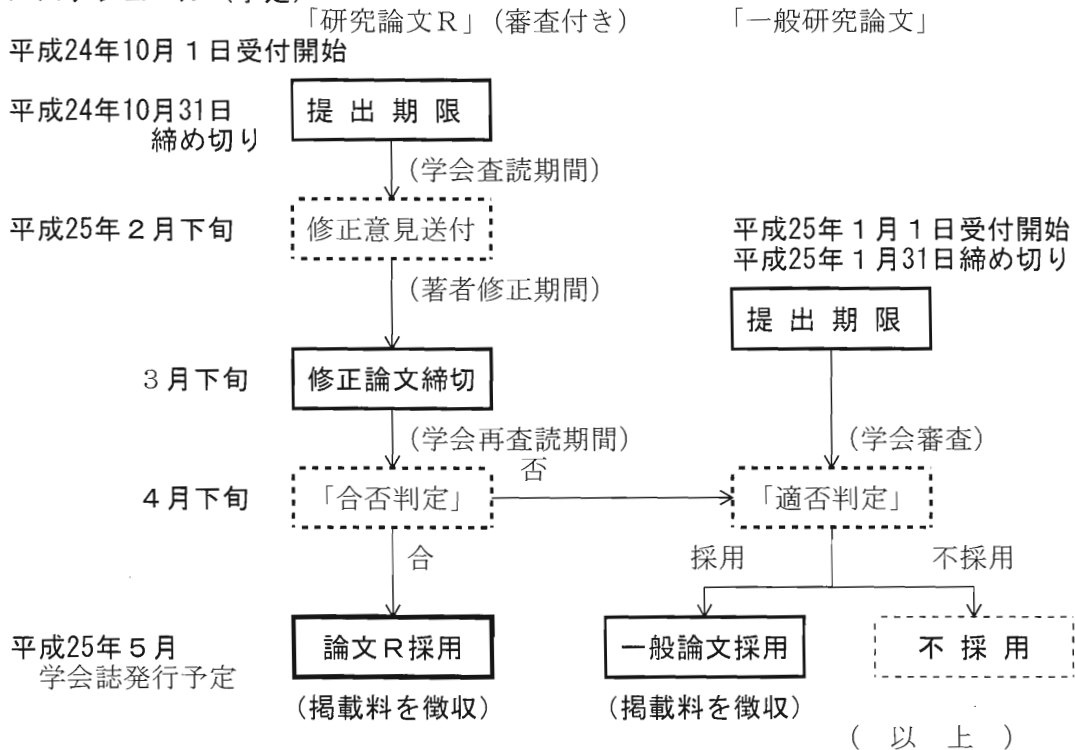 「研究論文R」(審査付き)
「一般研究論文」
平成24年10月1日受付開始
平成24年10月31日
締め切り
提 出 期 限
(学会査読期間)
平成25年2月下旬
修正意見送付
平成25年1月1日受付開始
平成25年1月31日締め切り
(著者修正期間)
提 出 期 限
3月下旬
修正論文締切
(学会再査読期間)
(学会審査)
否
4月下旬
「合否判定」
「適否判定」
合
採用
不採用
平成25年5月
学会誌発行予定
論文R採用
一般論文採用
不 採 用
(掲載料を徴収)
(掲載料を徴収)
( 以 上 )